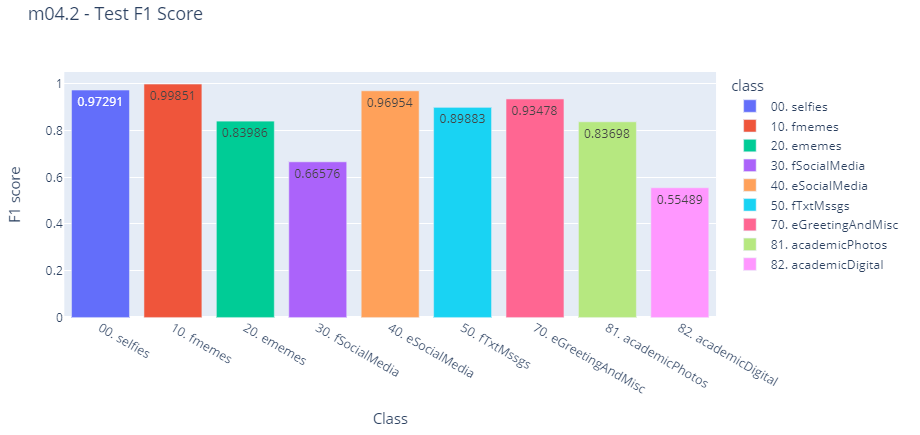 m04.2 - Test F1 Score
1
0.8
0.6
0.4
0.2
0
F1 score
0.97291
0.99851
0.83986
0.66576
0.96954
0.89883
0.93478
0.83698
0.55489
00. selfies
10. fmemes
20. ememes
30. fSocialMedia
40. eSocialMedia
50. fTxtMssgs
70. eGreetingAndMisc
81. academicPhotos
82. academicDigital
Class
class
00. selfies
10. fmemes
20. ememes
30. fSocialMedia
40. eSocialMedia
50. fTxtMssgs
70. eGreetingAndMisc
81. academicPhotos
82. academicDigital